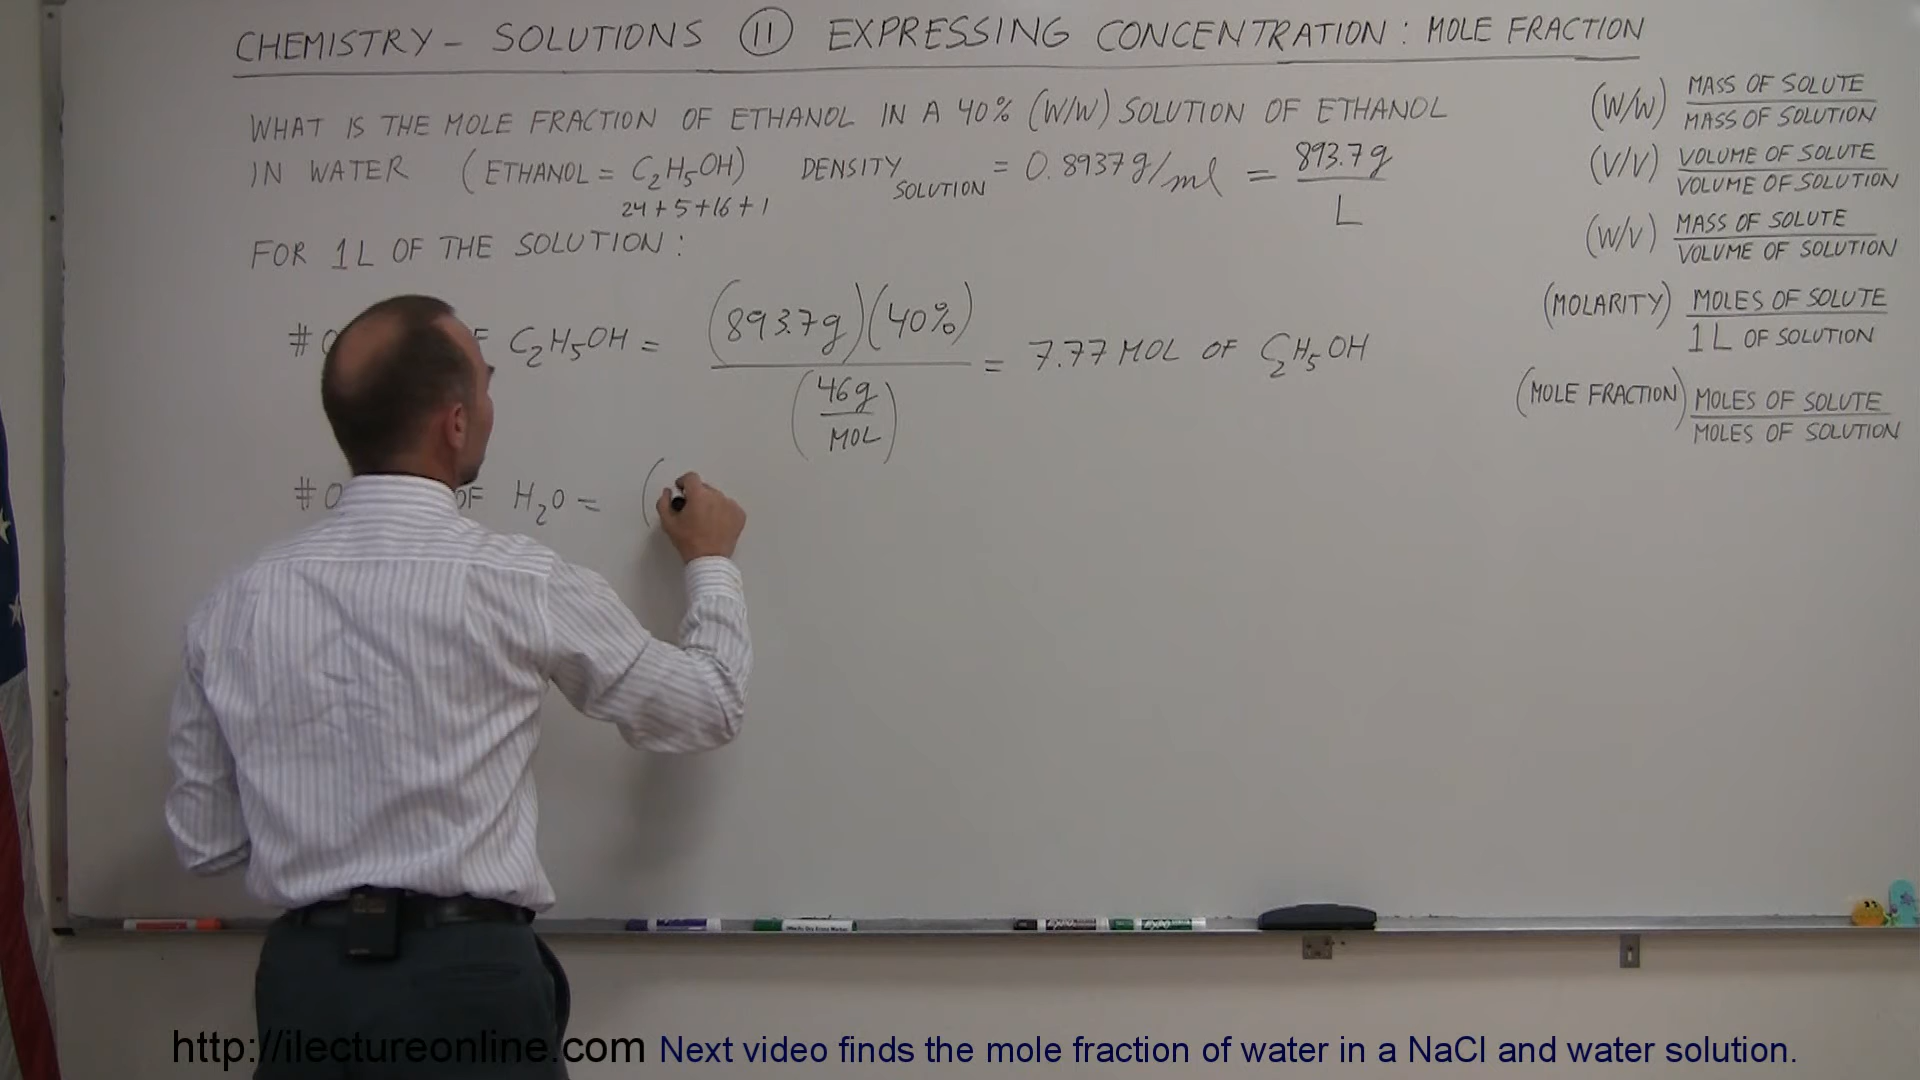 CHEMISTRY – SOLUTIONS ⑪ EXPRESSING CONCENTRATION : MOLE FRACTION
WHAT IS THE MOLE FRACTION OF ETHANOL IN A 40% (W/W) SOLUTION OF ETHANOL
IN WATER (ETHANOL = C₂H₅OH) DENSITY SOLUTION = 0.8937g/ml = 893.7g / L
24+5+16+1
FOR 1L OF THE SOLUTION :
# OF C₂H₅OH = (893.7g)(40%) / (46g/MOL) = 7.77 MOL OF C₂H₅OH
# OF H₂O = (
(W/W) MASS OF SOLUTE / MASS OF SOLUTION
(V/V) VOLUME OF SOLUTE / VOLUME OF SOLUTION
(W/V) MASS OF SOLUTE / VOLUME OF SOLUTION
(MOLARITY) MOLES OF SOLUTE / 1L OF SOLUTION
(MOLE FRACTION) MOLES OF SOLUTE / MOLES OF SOLUTION
http://ilectureonline.com Next video finds the mole fraction of water in a NaCl and water solution.